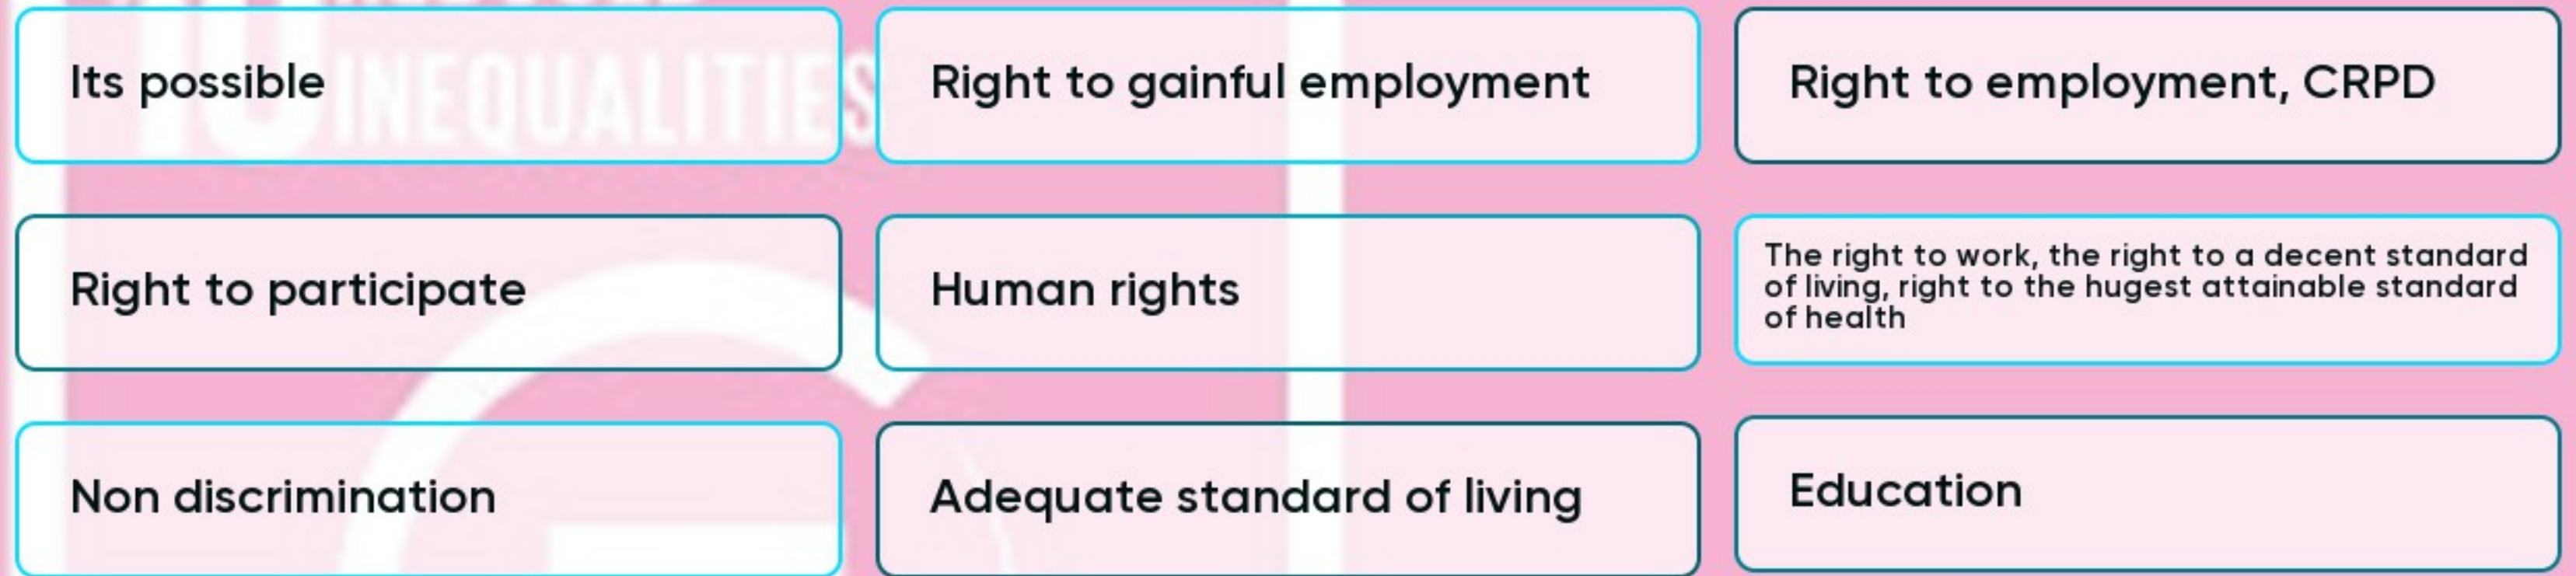 REDUCED
10 INEQUALITIES
Its possible
Right to gainful employment
Right to employment, CRPD
Right to participate
Human rights
The right to work, the right to a decent standard
of living, right to the hugest attainable standard
of health
Non discrimination
Adequate standard of living
Education